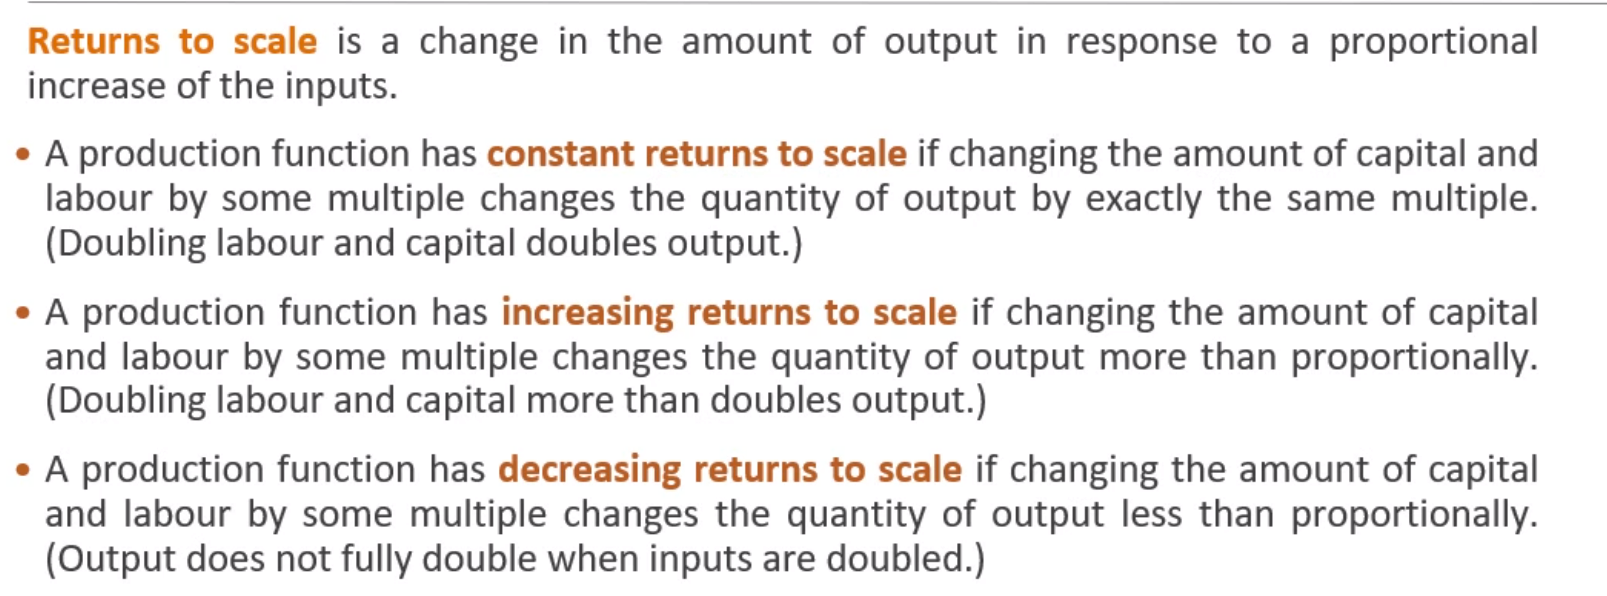 Returns to scale is a change in the amount of output in response to a proportional
increase of the inputs.
• A production function has constant returns to scale if changing the amount of capital and
labour by some multiple changes the quantity of output by exactly the same multiple.
(Doubling labour and capital doubles output.)
• A production function has increasing returns to scale if changing the amount of capital
and labour by some multiple changes the quantity of output more than proportionally.
(Doubling labour and capital more than doubles output.)
• A production function has decreasing returns to scale if changing the amount of capital
and labour by some multiple changes the quantity of output less than proportionally.
(Output does not fully double when inputs are doubled.)